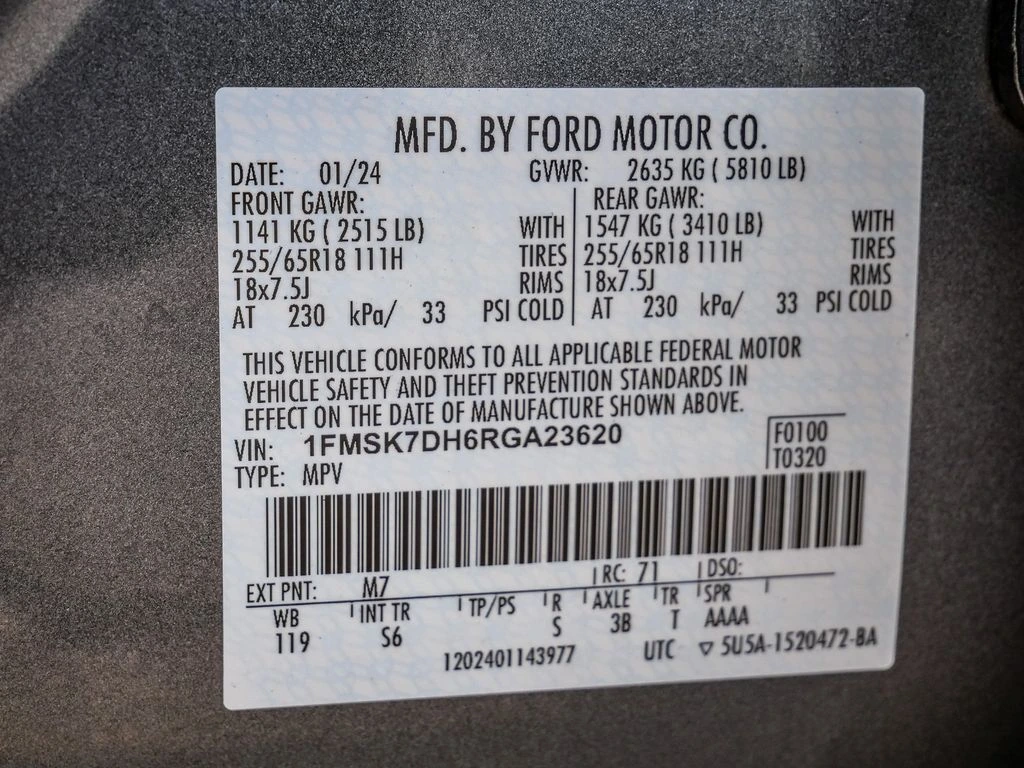 MFD. BY FORD MOTOR CO.
DATE: 01/24 GVWR: 2635 KG ( 5810 LB)
FRONT GAWR: REAR GAWR:
1141 KG ( 2515 LB) WITH 1547 KG ( 3410 LB) WITH
255/65R18 111H TIRES 255/65R18 111H TIRES
18x7.5J RIMS 18x7.5J RIMS
AT 230 kPa/ 33 PSI COLD AT 230 kPa/ 33 PSI COLD
THIS VEHICLE CONFORMS TO ALL APPLICABLE FEDERAL MOTOR
VEHICLE SAFETY AND THEFT PREVENTION STANDARDS IN
EFFECT ON THE DATE OF MANUFACTURE SHOWN ABOVE.
VIN: 1FMSK7DH6RGA23620 F0100
TYPE: MPV T0320
EXT PNT: M7 RC: 71 DSO:
WB INT TR TP/PS R AXLE TR SPR
119 S6 S 3B T AAAA
1202401143977 UTC ▽ 5U5A-1520472-BA